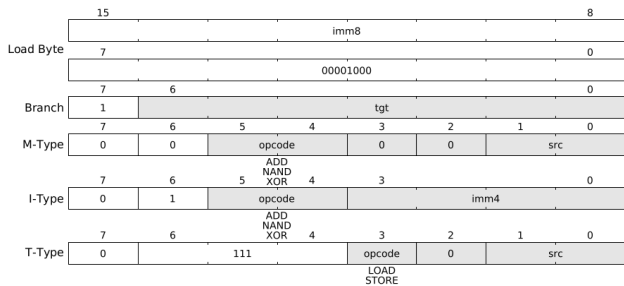 15 8
imm8
Load Byte
7 0
00001000
7 6 0
Branch 1 tgt
7 6 5 4 3 2 1 0
M-Type 0 0 opcode 0 0 src
ADD
NAND
XOR
7 6 5 4 3 0
I-Type 0 1 opcode imm4
ADD
NAND
XOR
7 6 4 3 2 1 0
T-Type 0 111 opcode 0 src
LOAD
STORE